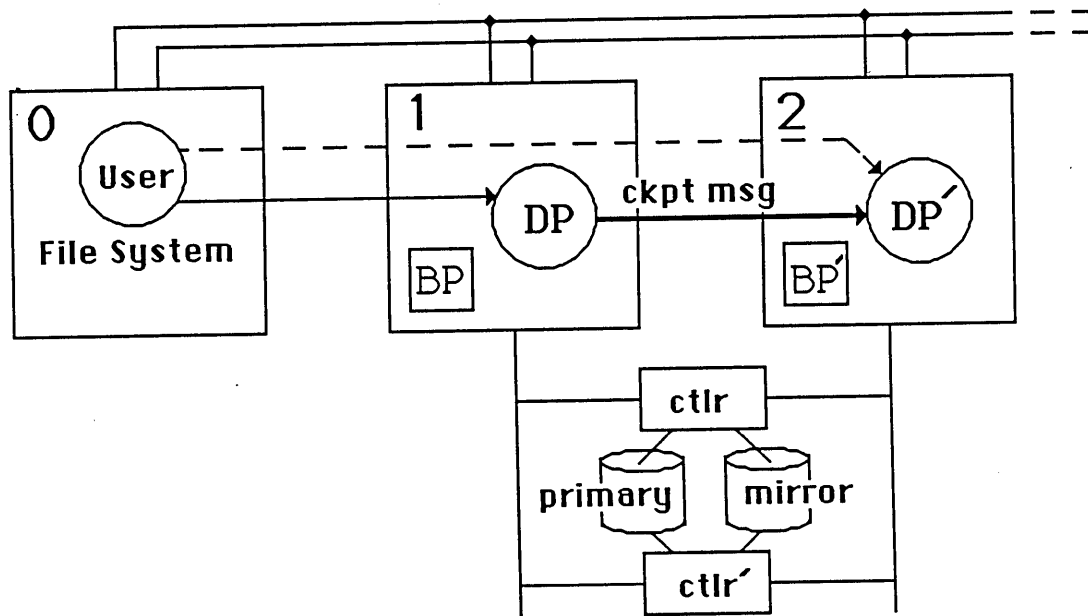 0
User
File System
1
DP
BP
ckpt msg
2
DP´
BP´
ctlr
primary
mirror
ctlr´